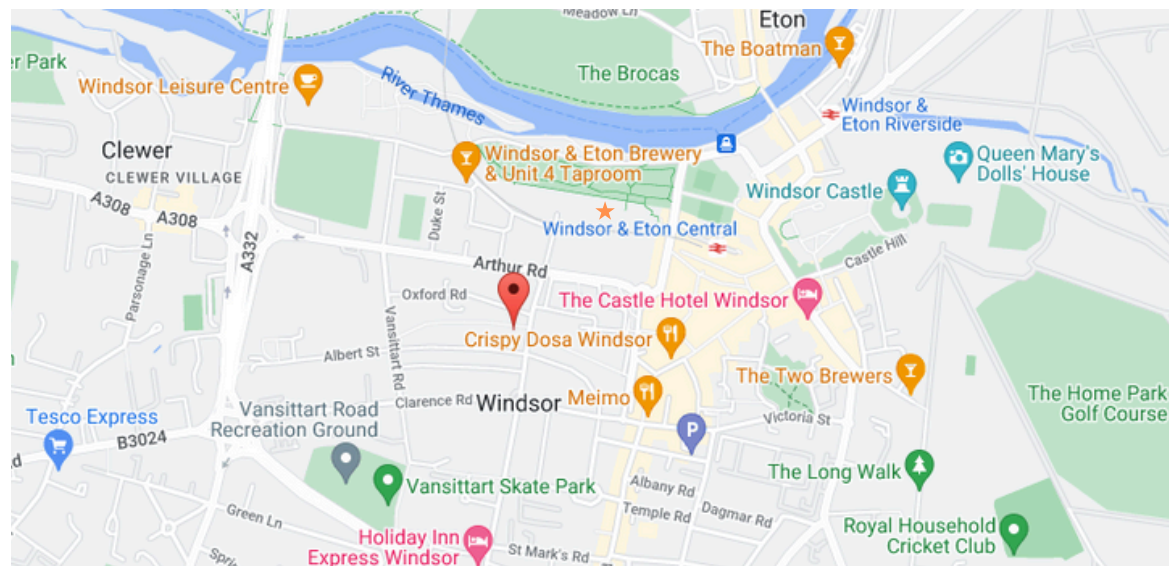 Meadow Ln
Eton
The Boatman
er Park
The Brocas
Windsor Leisure Centre
River Thames
Windsor &
Eton Riverside
Clewer
CLEWER VILLAGE
Windsor & Eton Brewery
& Unit 4 Taproom
Queen Mary's
Dolls' House
Windsor Castle
A308
A308
Duke St
Windsor & Eton Central
A332
Parsonage Ln
Arthur Rd
Castle Hill
Oxford Rd
The Castle Hotel Windsor
Vansittart Rd
Crispy Dosa Windsor
Albert St
The Two Brewers
Clarence Rd
Windsor
Meimo
The Home Park
Golf Course
Tesco Express
Vansittart Road
Recreation Ground
Victoria St
B3024
P
The Long Walk
Vansittart Skate Park
Albany Rd
Temple Rd
Dagmar Rd
Green Ln
Royal Household
Cricket Club
Holiday Inn
Express Windsor
St Mark's Rd